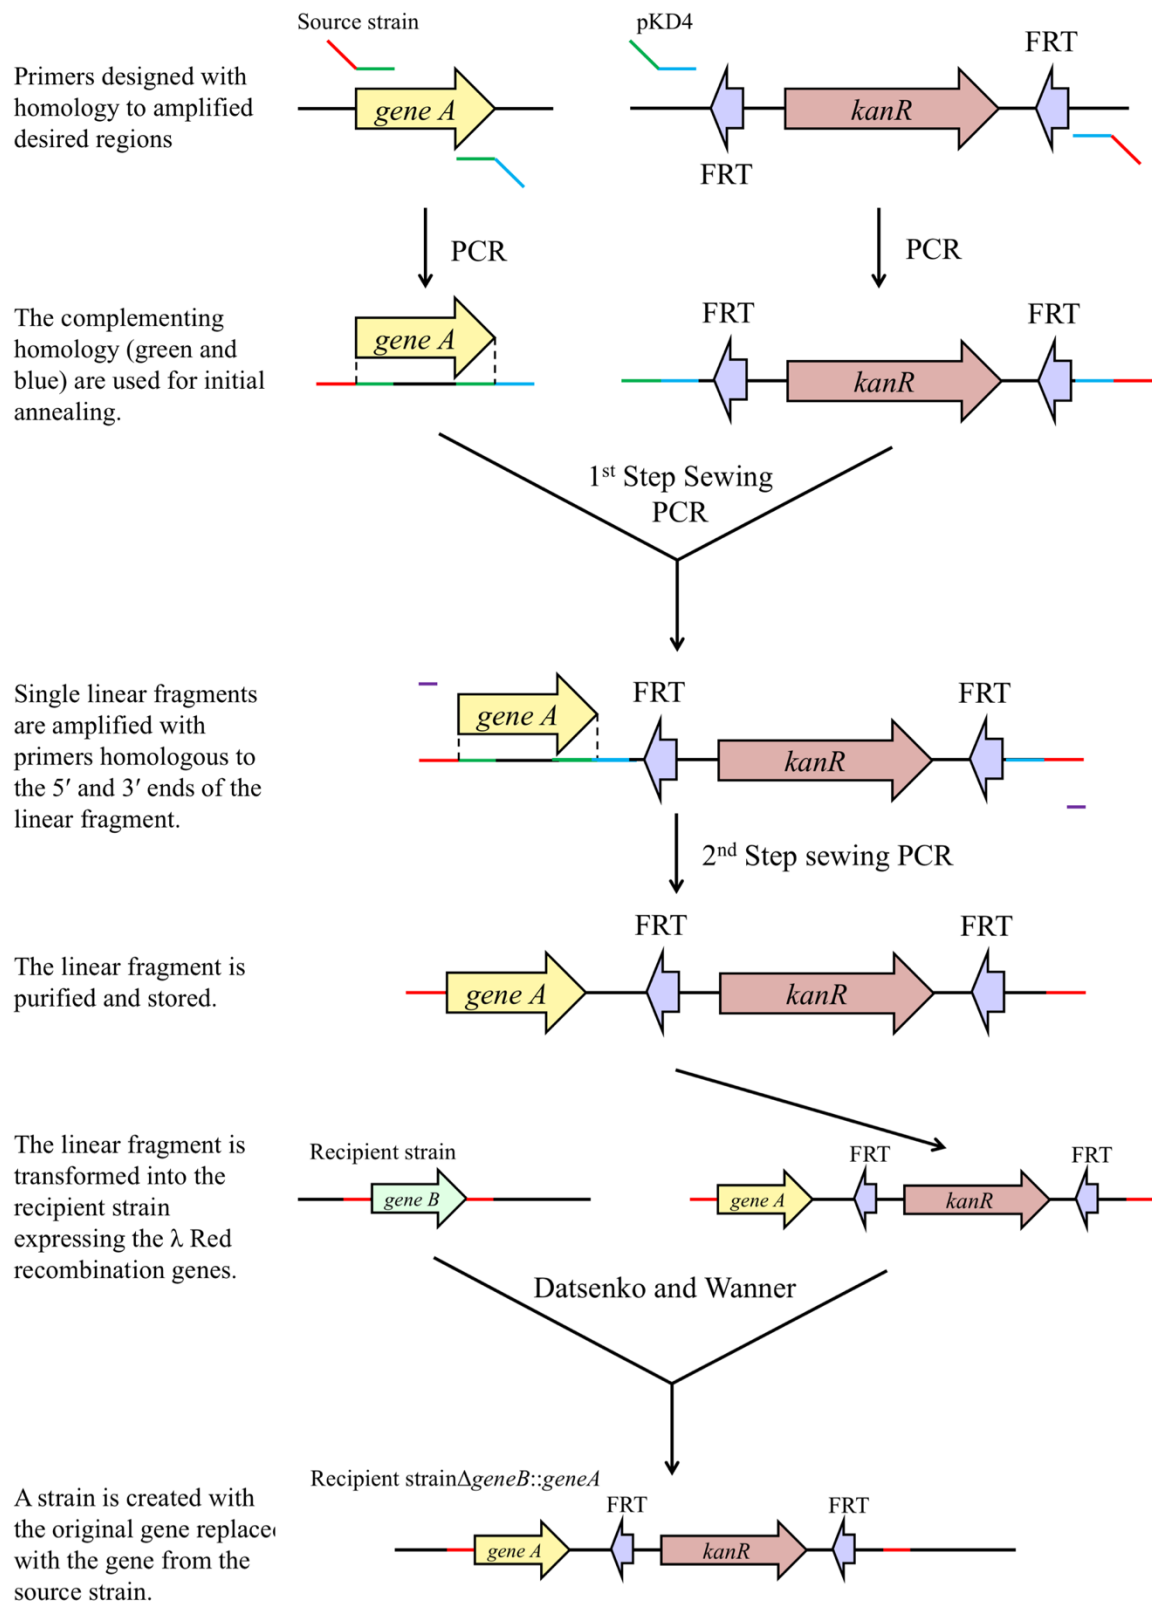 Source strain
pKD4
FRT
Primers designed with
homology to amplified
desired regions
gene A
kanR
FRT
PCR
PCR
The complementing
homology (green and
blue) are used for initial
annealing.
FRT
FRT
gene A
kanR
1st Step Sewing
PCR
Single linear fragments
are amplified with
primers homologous to
the 5′ and 3′ ends of the
linear fragment.
FRT
FRT
gene A
kanR
2nd Step sewing PCR
FRT
FRT
The linear fragment is
purified and stored.
gene A
kanR
The linear fragment is
transformed into the
recipient strain
expressing the λ Red
recombination genes.
Recipient strain
FRT
FRT
gene B
gene A
kanR
Datsenko and Wanner
Recipient strainΔgeneB::geneA
A strain is created with
the original gene replace
with the gene from the
source strain.
FRT
FRT
gene A
kanR